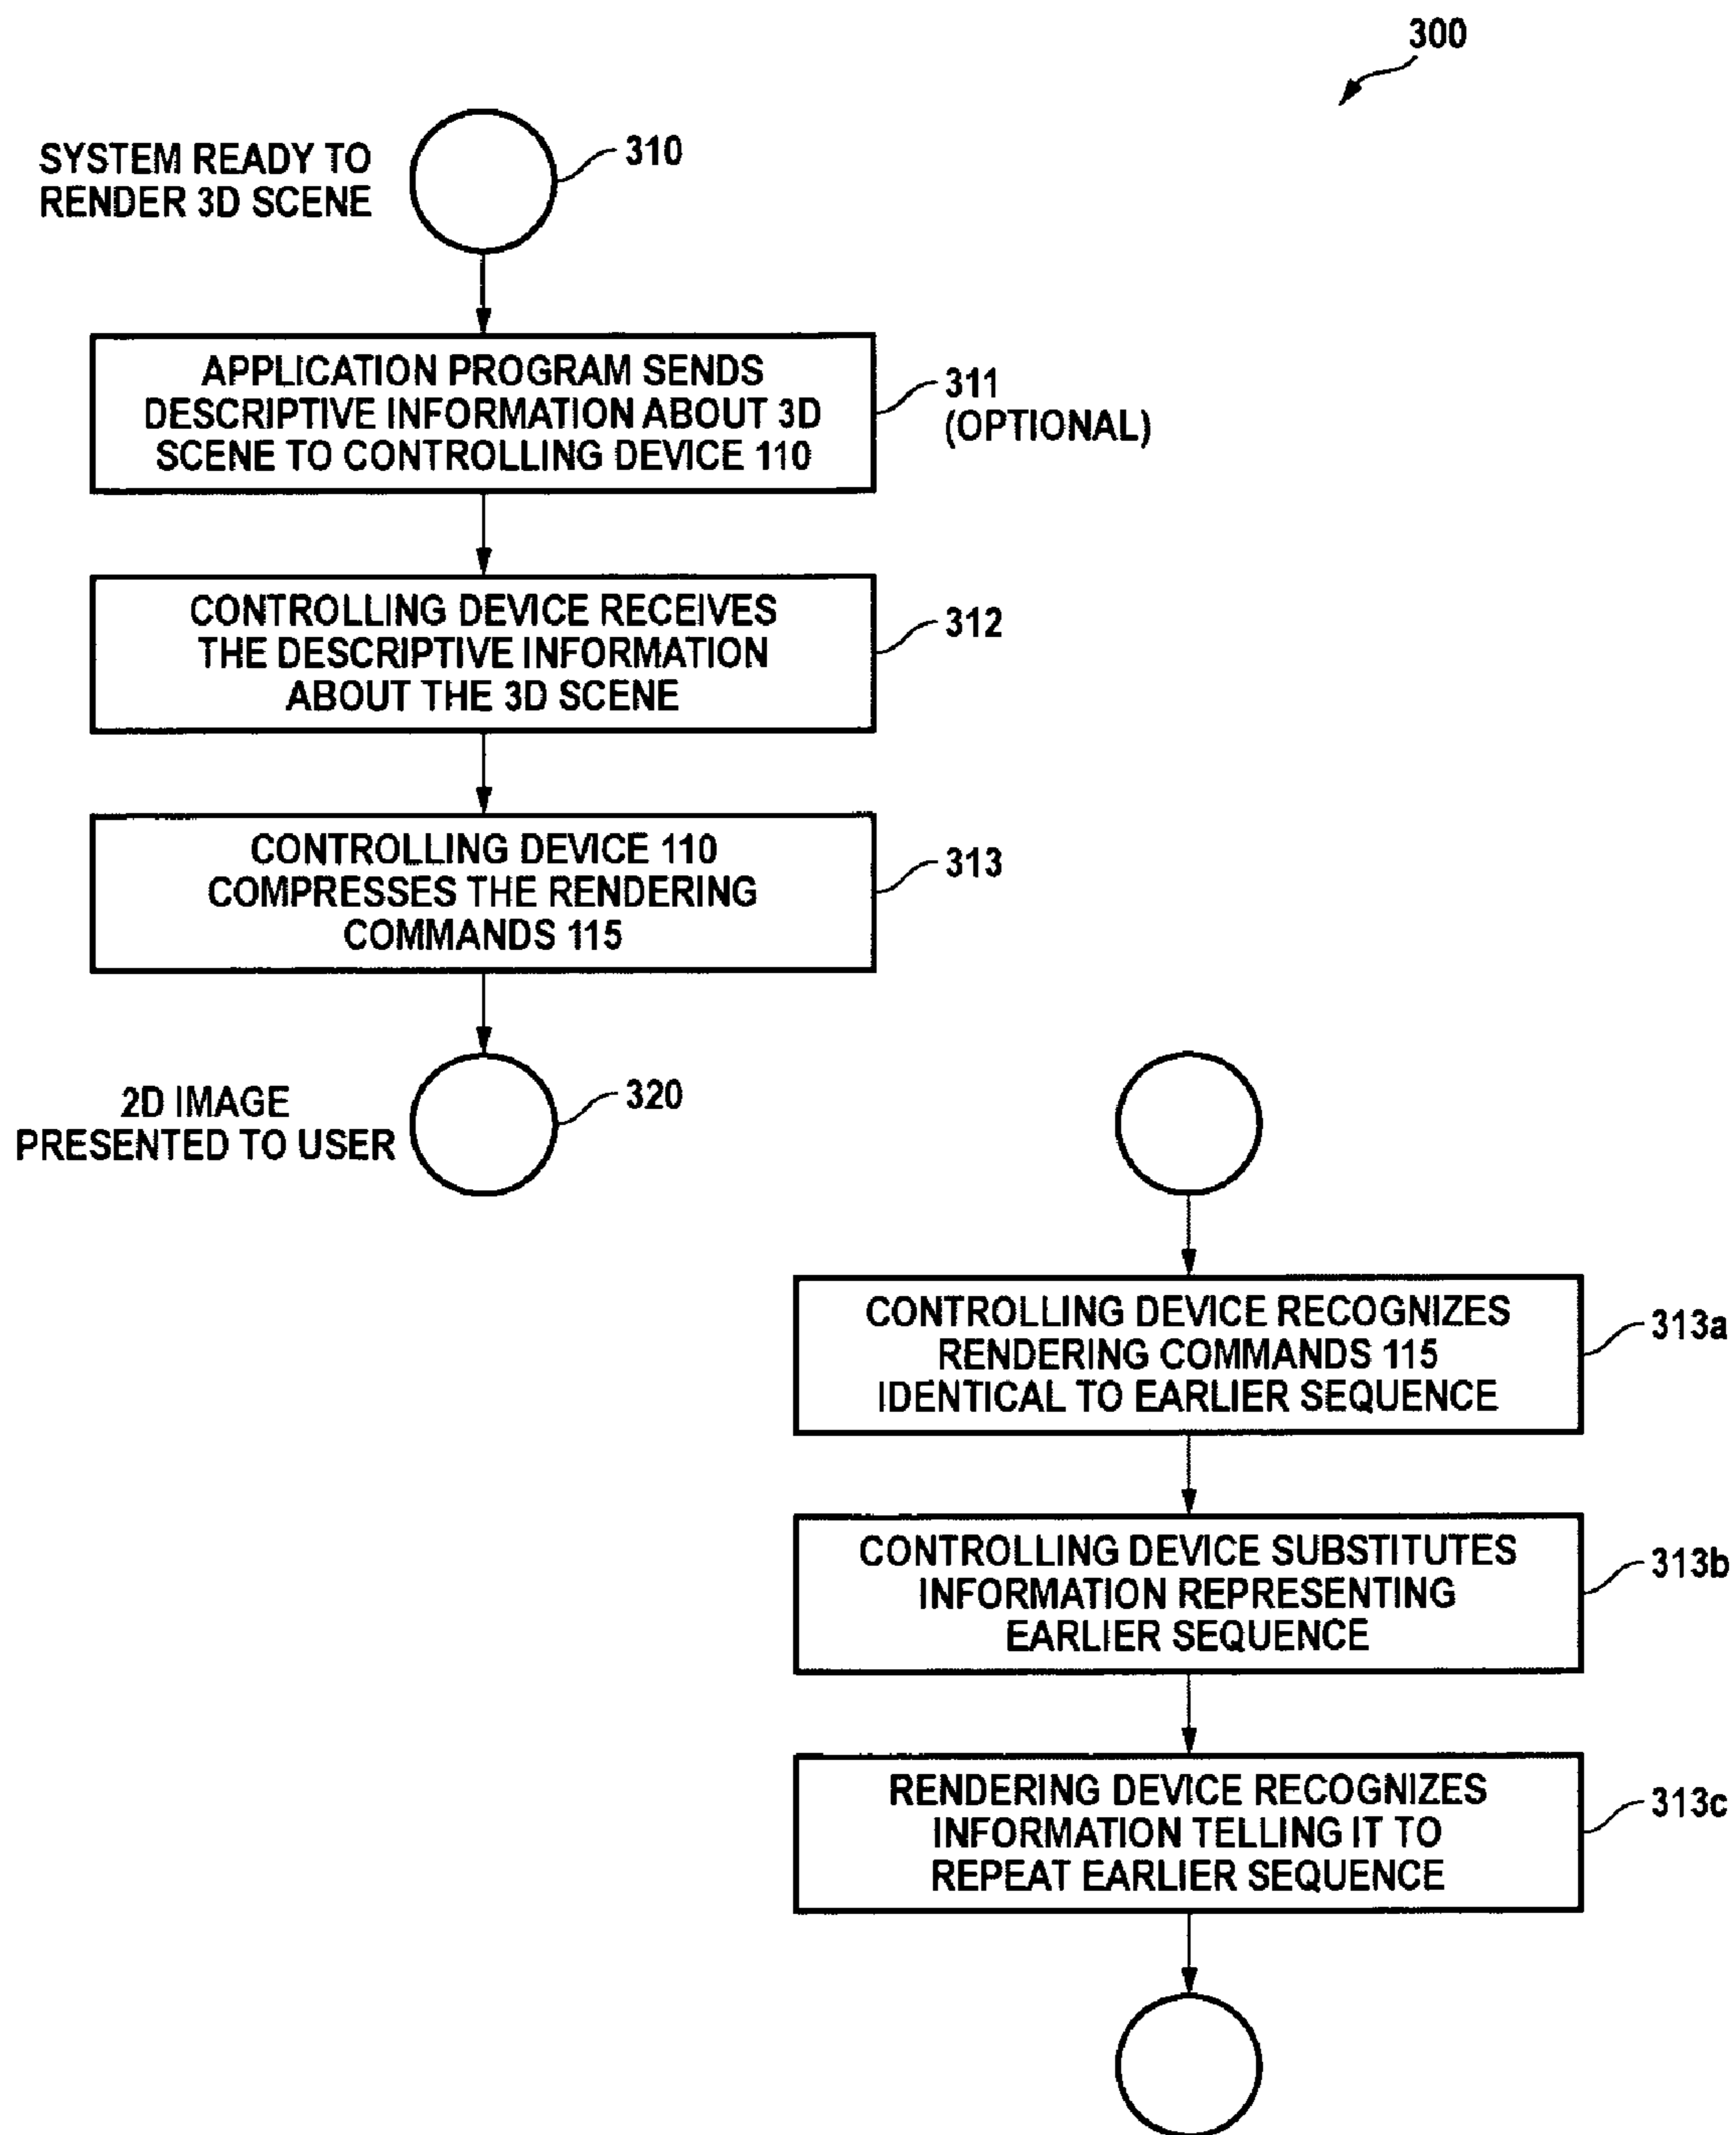 300
SYSTEM READY TO
RENDER 3D SCENE
310
APPLICATION PROGRAM SENDS
DESCRIPTIVE INFORMATION ABOUT 3D
SCENE TO CONTROLLING DEVICE 110
311
(OPTIONAL)
CONTROLLING DEVICE RECEIVES
THE DESCRIPTIVE INFORMATION
ABOUT THE 3D SCENE
312
CONTROLLING DEVICE 110
COMPRESSES THE RENDERING
COMMANDS 115
313
2D IMAGE
PRESENTED TO USER
320
CONTROLLING DEVICE RECOGNIZES
RENDERING COMMANDS 115
IDENTICAL TO EARLIER SEQUENCE
313a
CONTROLLING DEVICE SUBSTITUTES
INFORMATION REPRESENTING
EARLIER SEQUENCE
313b
RENDERING DEVICE RECOGNIZES
INFORMATION TELLING IT TO
REPEAT EARLIER SEQUENCE
313c